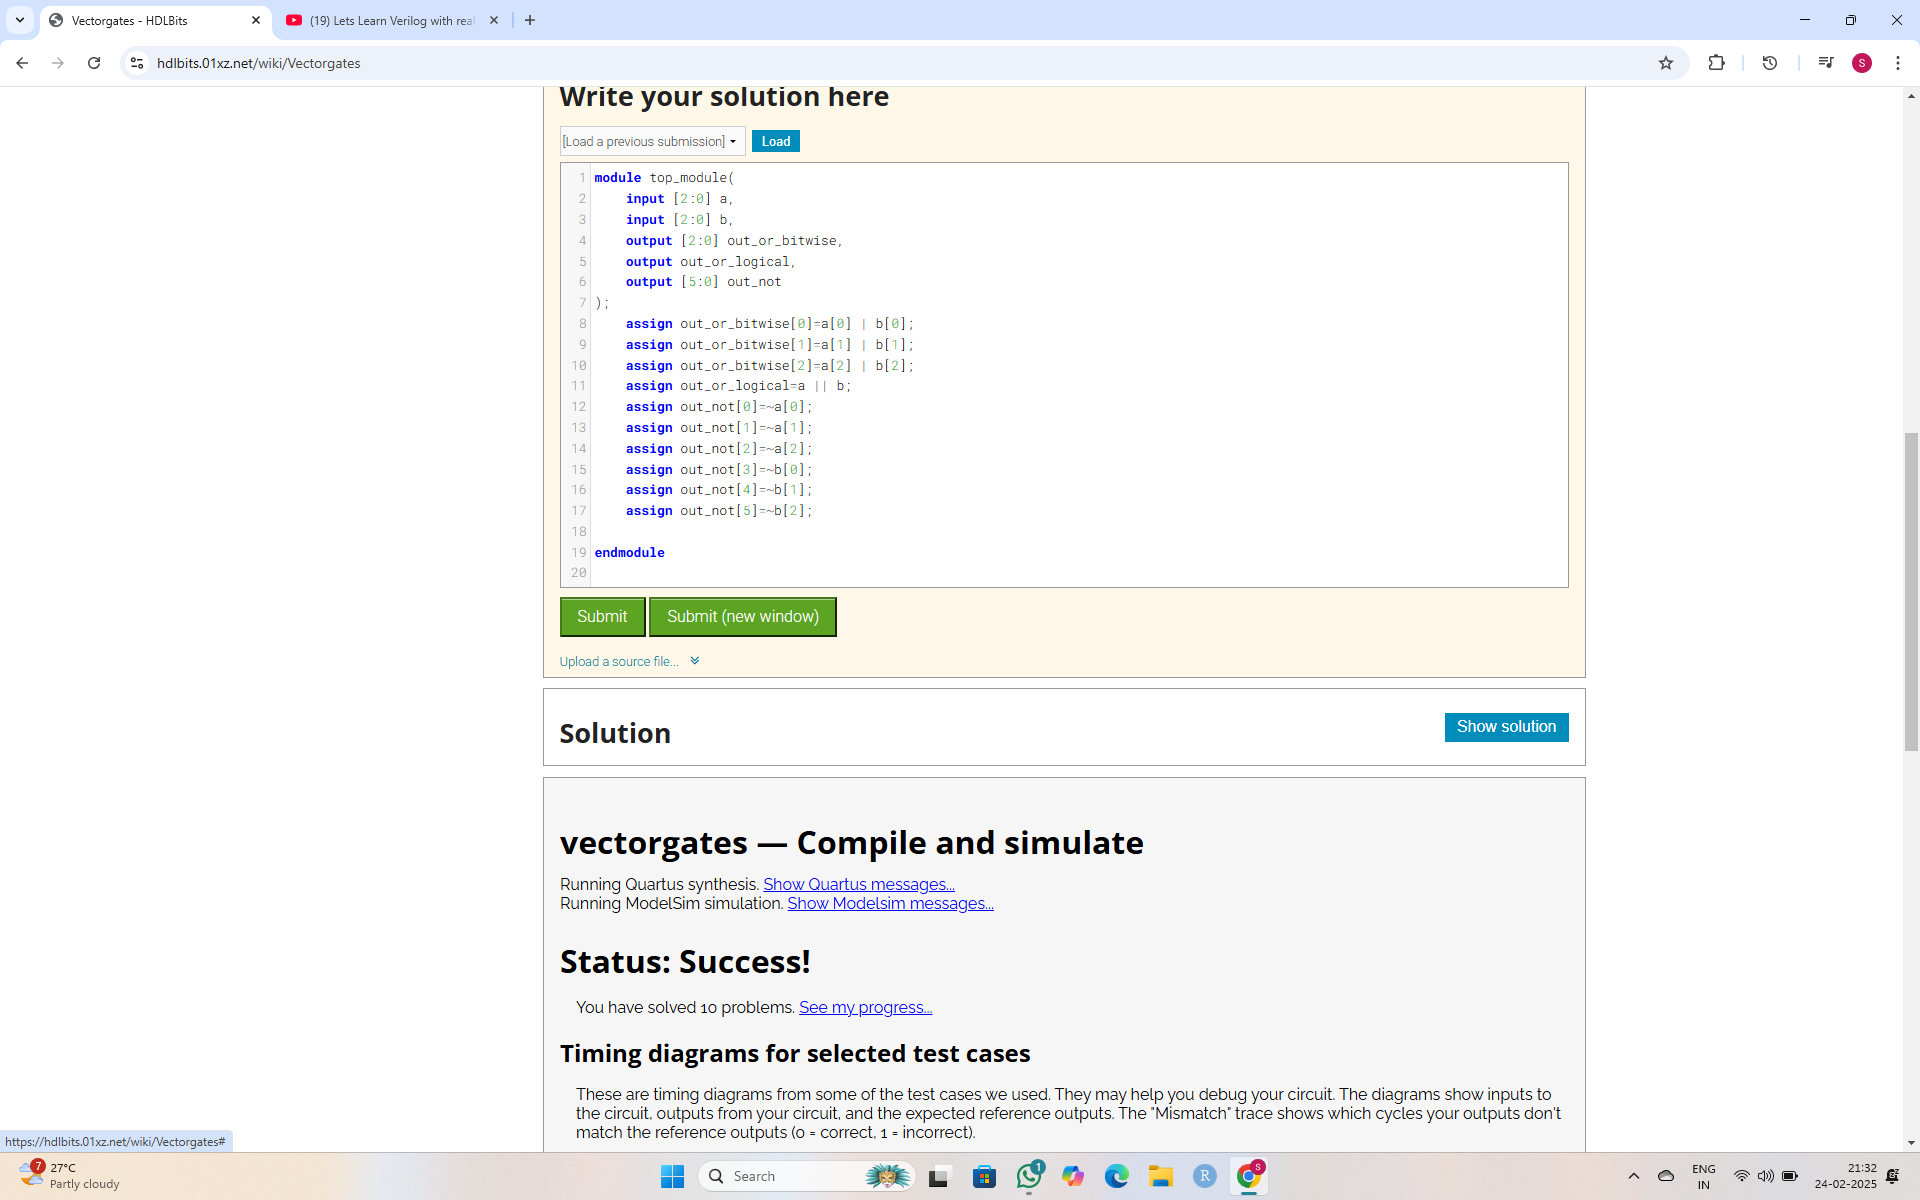 Vectorgates - HDLBits
(19) Lets Learn Verilog with rea
hdlbits.01xz.net/wiki/Vectorgates
S
Write your solution here
[Load a previous submission]
Load
1 module top_module(
2 input [2:0] a,
3 input [2:0] b,
4 output [2:0] out_or_bitwise,
5 output out_or_logical,
6 output [5:0] out_not
7 );
8 assign out_or_bitwise[0]=a[0] | b[0];
9 assign out_or_bitwise[1]=a[1] | b[1];
10 assign out_or_bitwise[2]=a[2] | b[2];
11 assign out_or_logical=a || b;
12 assign out_not[0]=~a[0];
13 assign out_not[1]=~a[1];
14 assign out_not[2]=~a[2];
15 assign out_not[3]=~b[0];
16 assign out_not[4]=~b[1];
17 assign out_not[5]=~b[2];
18
19 endmodule
20
Submit
Submit (new window)
Upload a source file...
Solution
Show solution
vectorgates — Compile and simulate
Running Quartus synthesis. Show Quartus messages...
Running ModelSim simulation. Show Modelsim messages...
Status: Success!
You have solved 10 problems. See my progress...
Timing diagrams for selected test cases
These are timing diagrams from some of the test cases we used. They may help you debug your circuit. The diagrams show inputs to
the circuit, outputs from your circuit, and the expected reference outputs. The "Mismatch" trace shows which cycles your outputs don't
match the reference outputs (0 = correct, 1 = incorrect).
https://hdlbits.01xz.net/wiki/Vectorgates#
7
27°C
Partly cloudy
Search
1
R
S
ENG
IN
21:32
24-02-2025